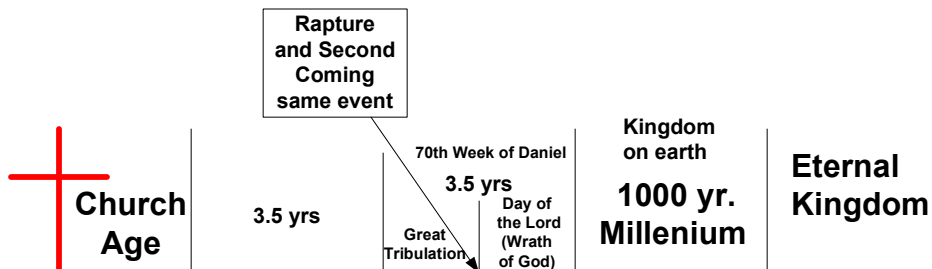 Rapture
and Second
Coming
same event
Church
Age
3.5 yrs
70th Week of Daniel
3.5 yrs
Great
Tribulation
Day of
the Lord
(Wrath
of God)
Kingdom
on earth
1000 yr.
Millenium
Eternal
Kingdom